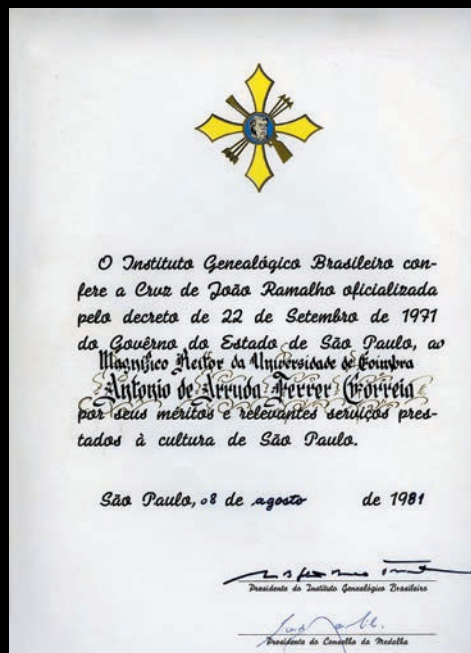 O Instituto Genealógico Brasileiro con-
fere a Cruz de João Ramalho oficializada
pelo decreto de 22 de Setembro de 1971
do Govêrno do Estado de São Paulo, ao
Magnífico Reitor da Universidade de Coimbra
Antonio de Arruda Ferrer Correia
por seus méritos e relevantes serviços pres-
tados à cultura de São Paulo.
São Paulo, 08 de agosto de 1981
Presidente do Instituto Genealógico Brasileiro
Presidente do Conselho da Medalha